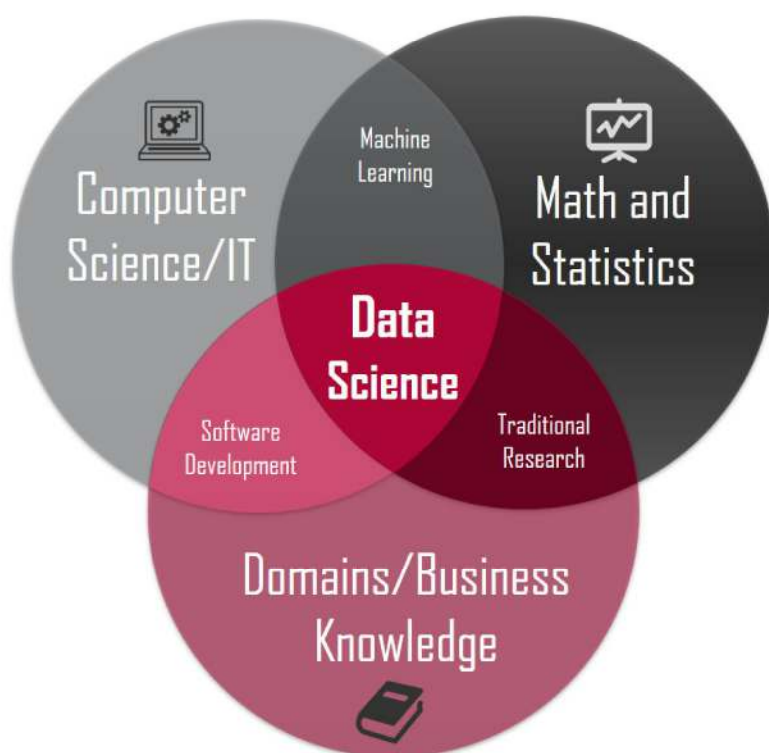 Machine
Learning
Computer
Science/IT
Math and
Statistics
Data
Science
Software
Development
Traditional
Research
Domains/Business
Knowledge